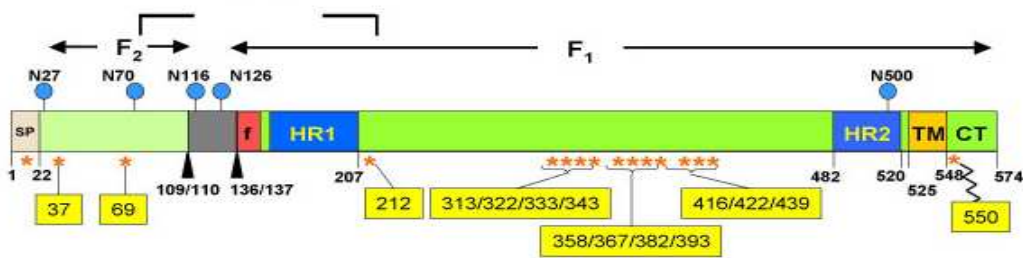 F2 F1
N27 N70 N116 N126 N500
SP f HR1 HR2 TM CT
* * * * **** **** *** *
1 22 109/110 136/137 207 482 520 525 548 574
37 69 212 313/322/333/343 416/422/439 550
358/367/382/393